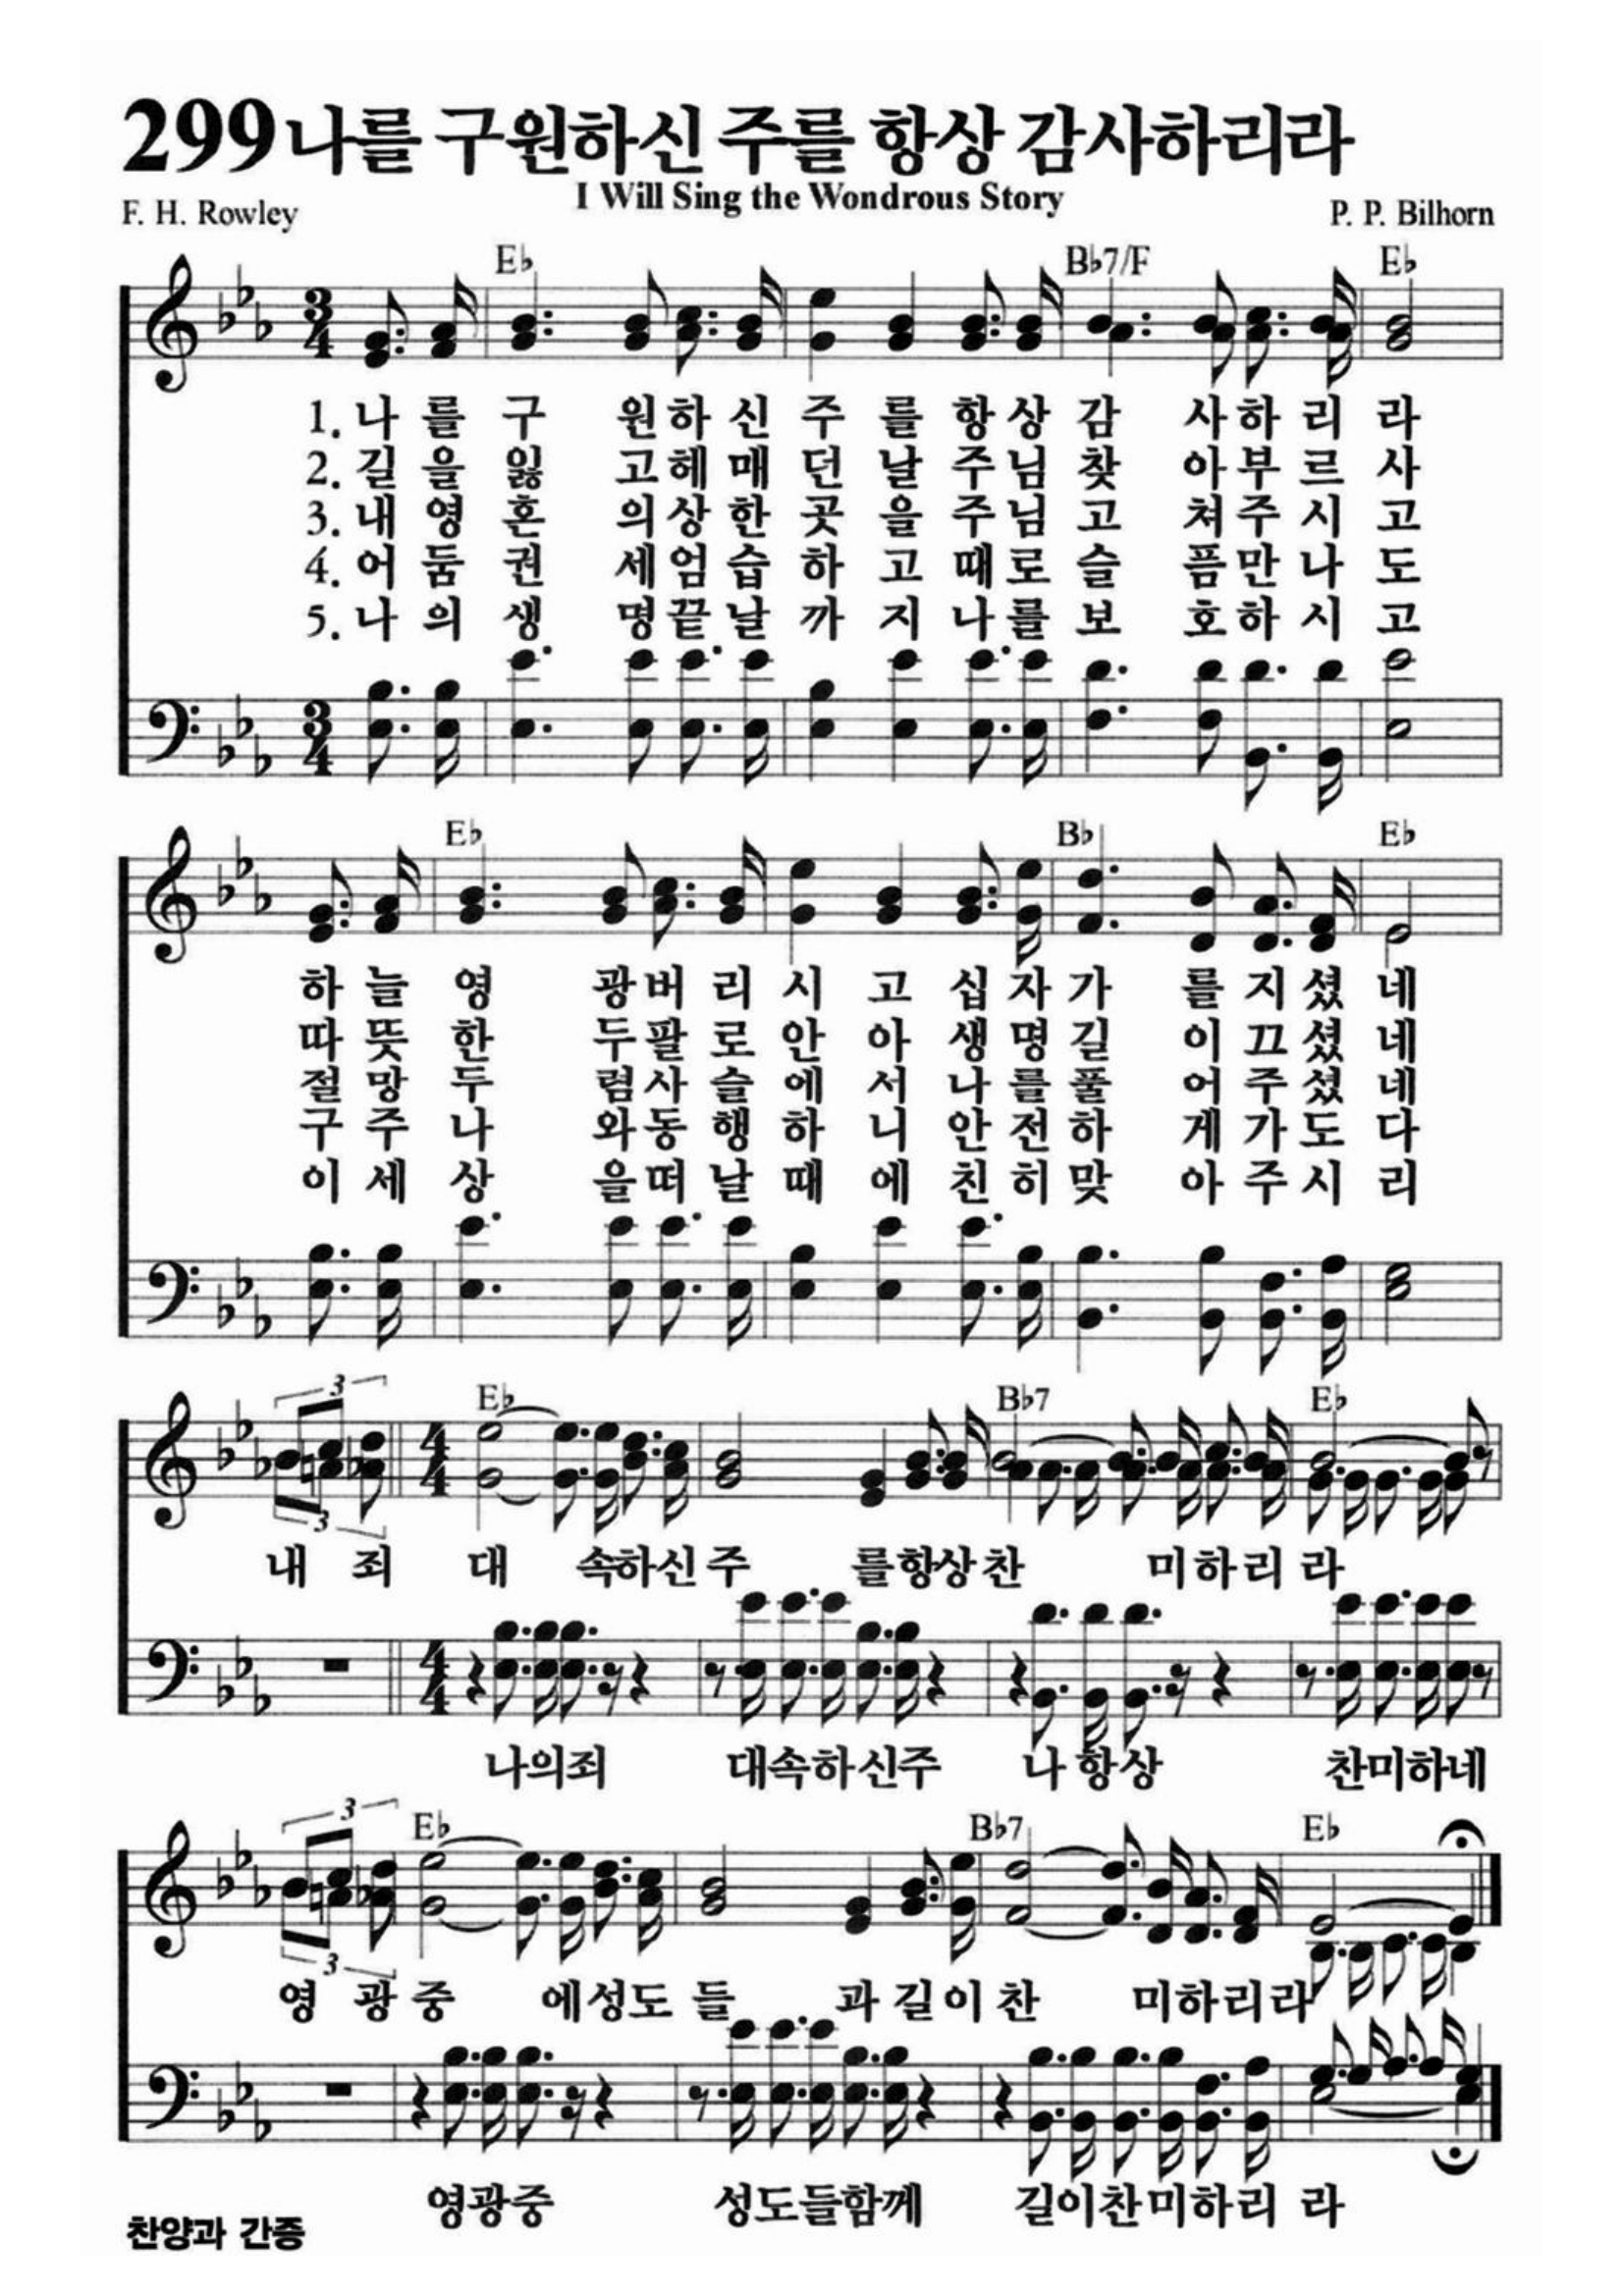 299 나를 구원하신 주를 항상 감사하리라
I Will Sing the Wondrous Story
F. H. Rowley P. P. Bilhorn
E♭ B♭7/F E♭
3 4
1. 나 를 구 원 하 신 주 를 항 상 감 사 하 리 라
2. 길 을 잃 고 헤 매 던 날 주 님 찾 아 부 르 사
3. 내 영 혼 의 상 한 곳 을 주 님 고 쳐 주 시 고
4. 어 둠 권 세 엄 습 하 고 때 로 슬 픔 만 나 도
5. 나 의 생 명 끝 날 까 지 나 를 보 호 하 시 고
3 4
E♭ B♭ E♭
하 늘 영 광 버 리 시 고 십 자 가 를 지 셨 네
따 뜻 한 두 팔 로 안 아 생 명 길 이 끄 셨 네
절 망 두 렴 사 슬 에 서 나 를 풀 어 주 셨 네
구 주 나 와 동 행 하 니 안 전 하 게 가 도 다
이 세 상 을 떠 날 때 에 친 히 맞 아 주 시 리
3 E♭ B♭7 E♭
4 4
3
내 죄 대 속하신 주 를항상 찬 미하리 라
4 4
나의죄 대속하신주 나 항상 찬미하네
3 E♭ B♭7 E♭
3
영 광 중 에 성 도 들 과 길 이 찬 미하리라
영광중 성도들함께 길이찬미하리 라
찬양과 간증